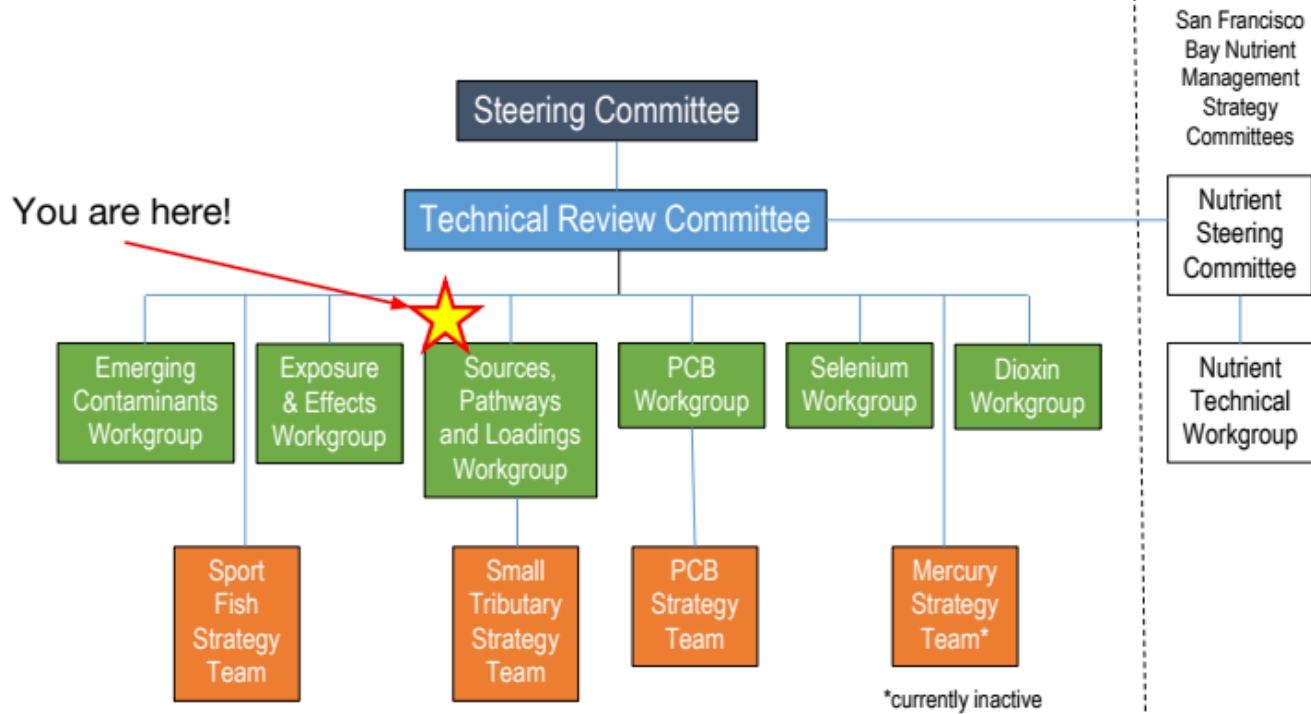 San Francisco
Bay Nutrient
Management
Strategy
Committees
Steering Committee
You are here!
Technical Review Committee
Nutrient
Steering
Committee
Emerging
Contaminants
Workgroup
Exposure
& Effects
Workgroup
Sources,
Pathways
and Loadings
Workgroup
PCB
Workgroup
Selenium
Workgroup
Dioxin
Workgroup
Nutrient
Technical
Workgroup
Sport
Fish
Strategy
Team
Small
Tributary
Strategy
Team
PCB
Strategy
Team
Mercury
Strategy
Team*
*currently inactive